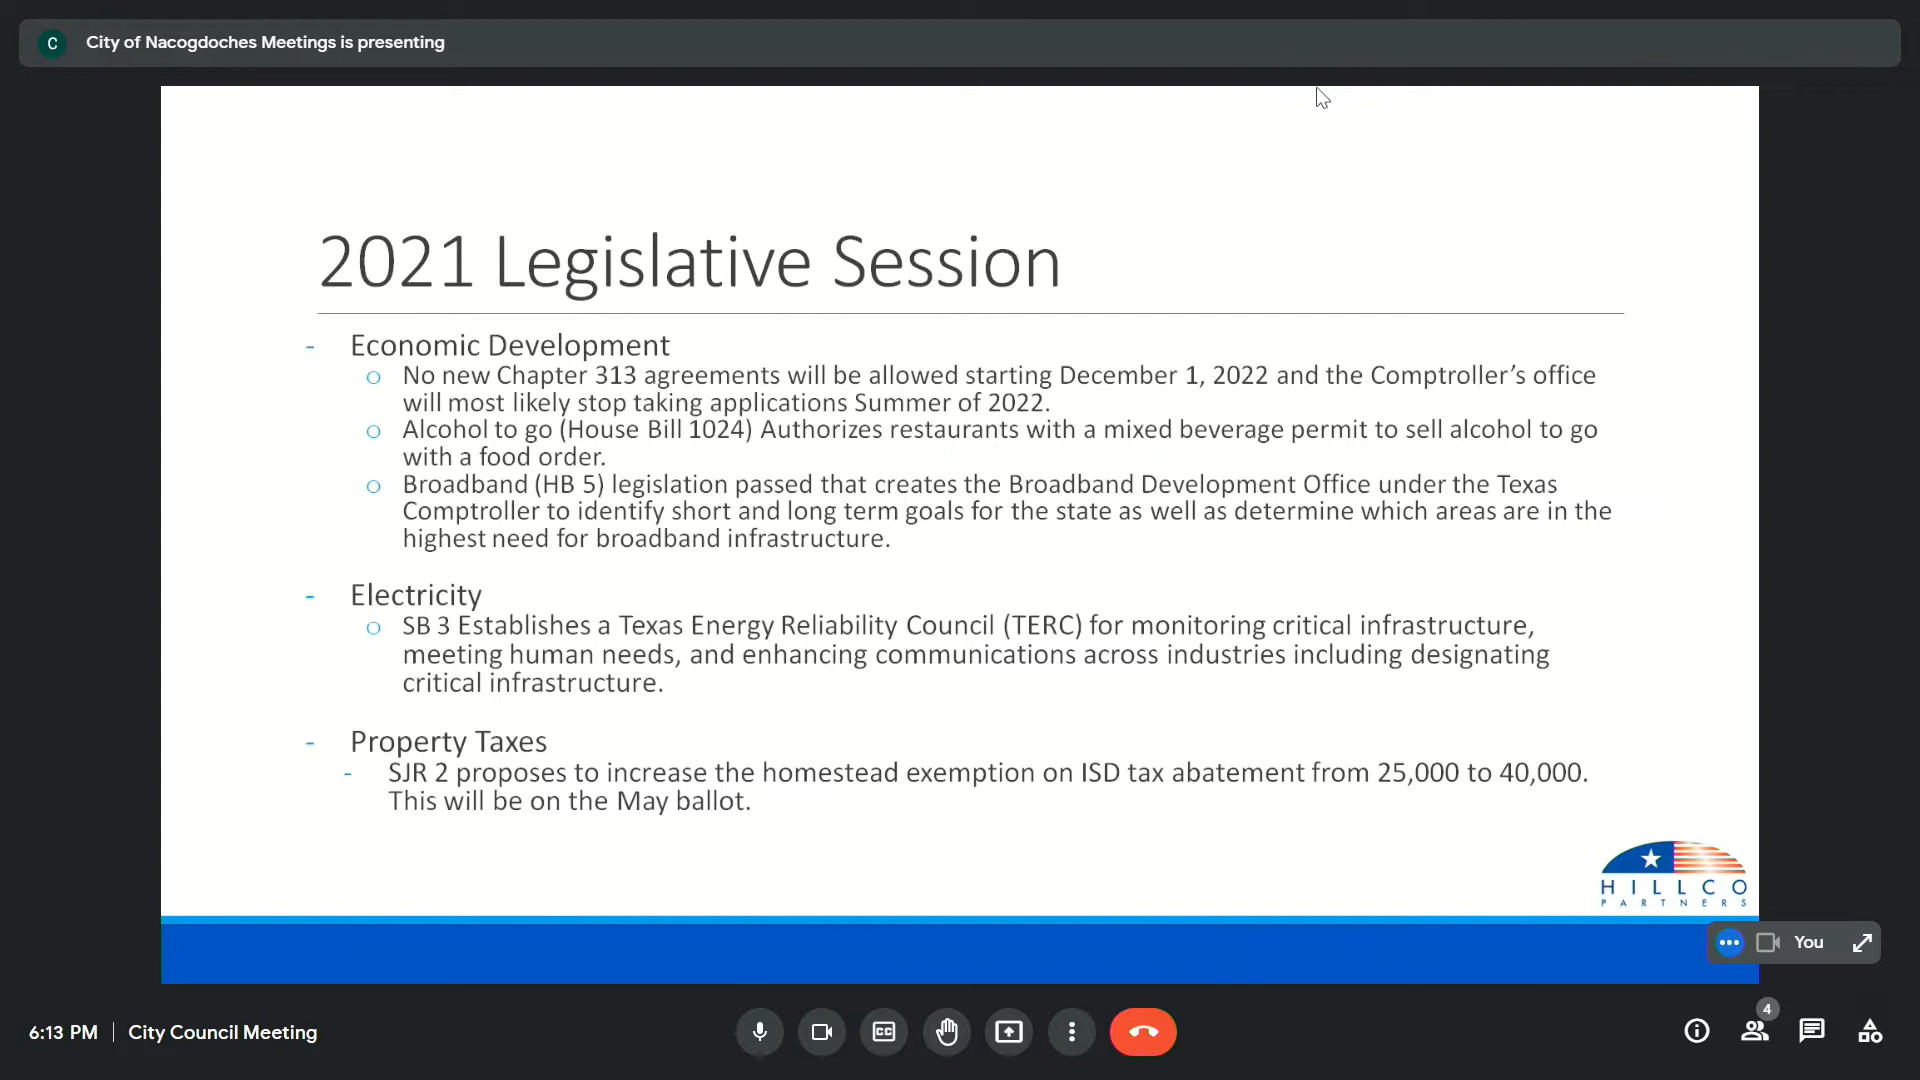 C
City of Nacogdoches Meetings is presenting
2021 Legislative Session
- Economic Development
o No new Chapter 313 agreements will be allowed starting December 1, 2022 and the Comptroller’s office
will most likely stop taking applications Summer of 2022.
o Alcohol to go (House Bill 1024) Authorizes restaurants with a mixed beverage permit to sell alcohol to go
with a food order.
o Broadband (HB 5) legislation passed that creates the Broadband Development Office under the Texas
Comptroller to identify short and long term goals for the state as well as determine which areas are in the
highest need for broadband infrastructure.
- Electricity
o SB 3 Establishes a Texas Energy Reliability Council (TERC) for monitoring critical infrastructure,
meeting human needs, and enhancing communications across industries including designating
critical infrastructure.
- Property Taxes
- SJR 2 proposes to increase the homestead exemption on ISD tax abatement from 25,000 to 40,000.
This will be on the May ballot.
HILLCO
PARTNERS
You
6:13 PM | City Council Meeting
CC
4